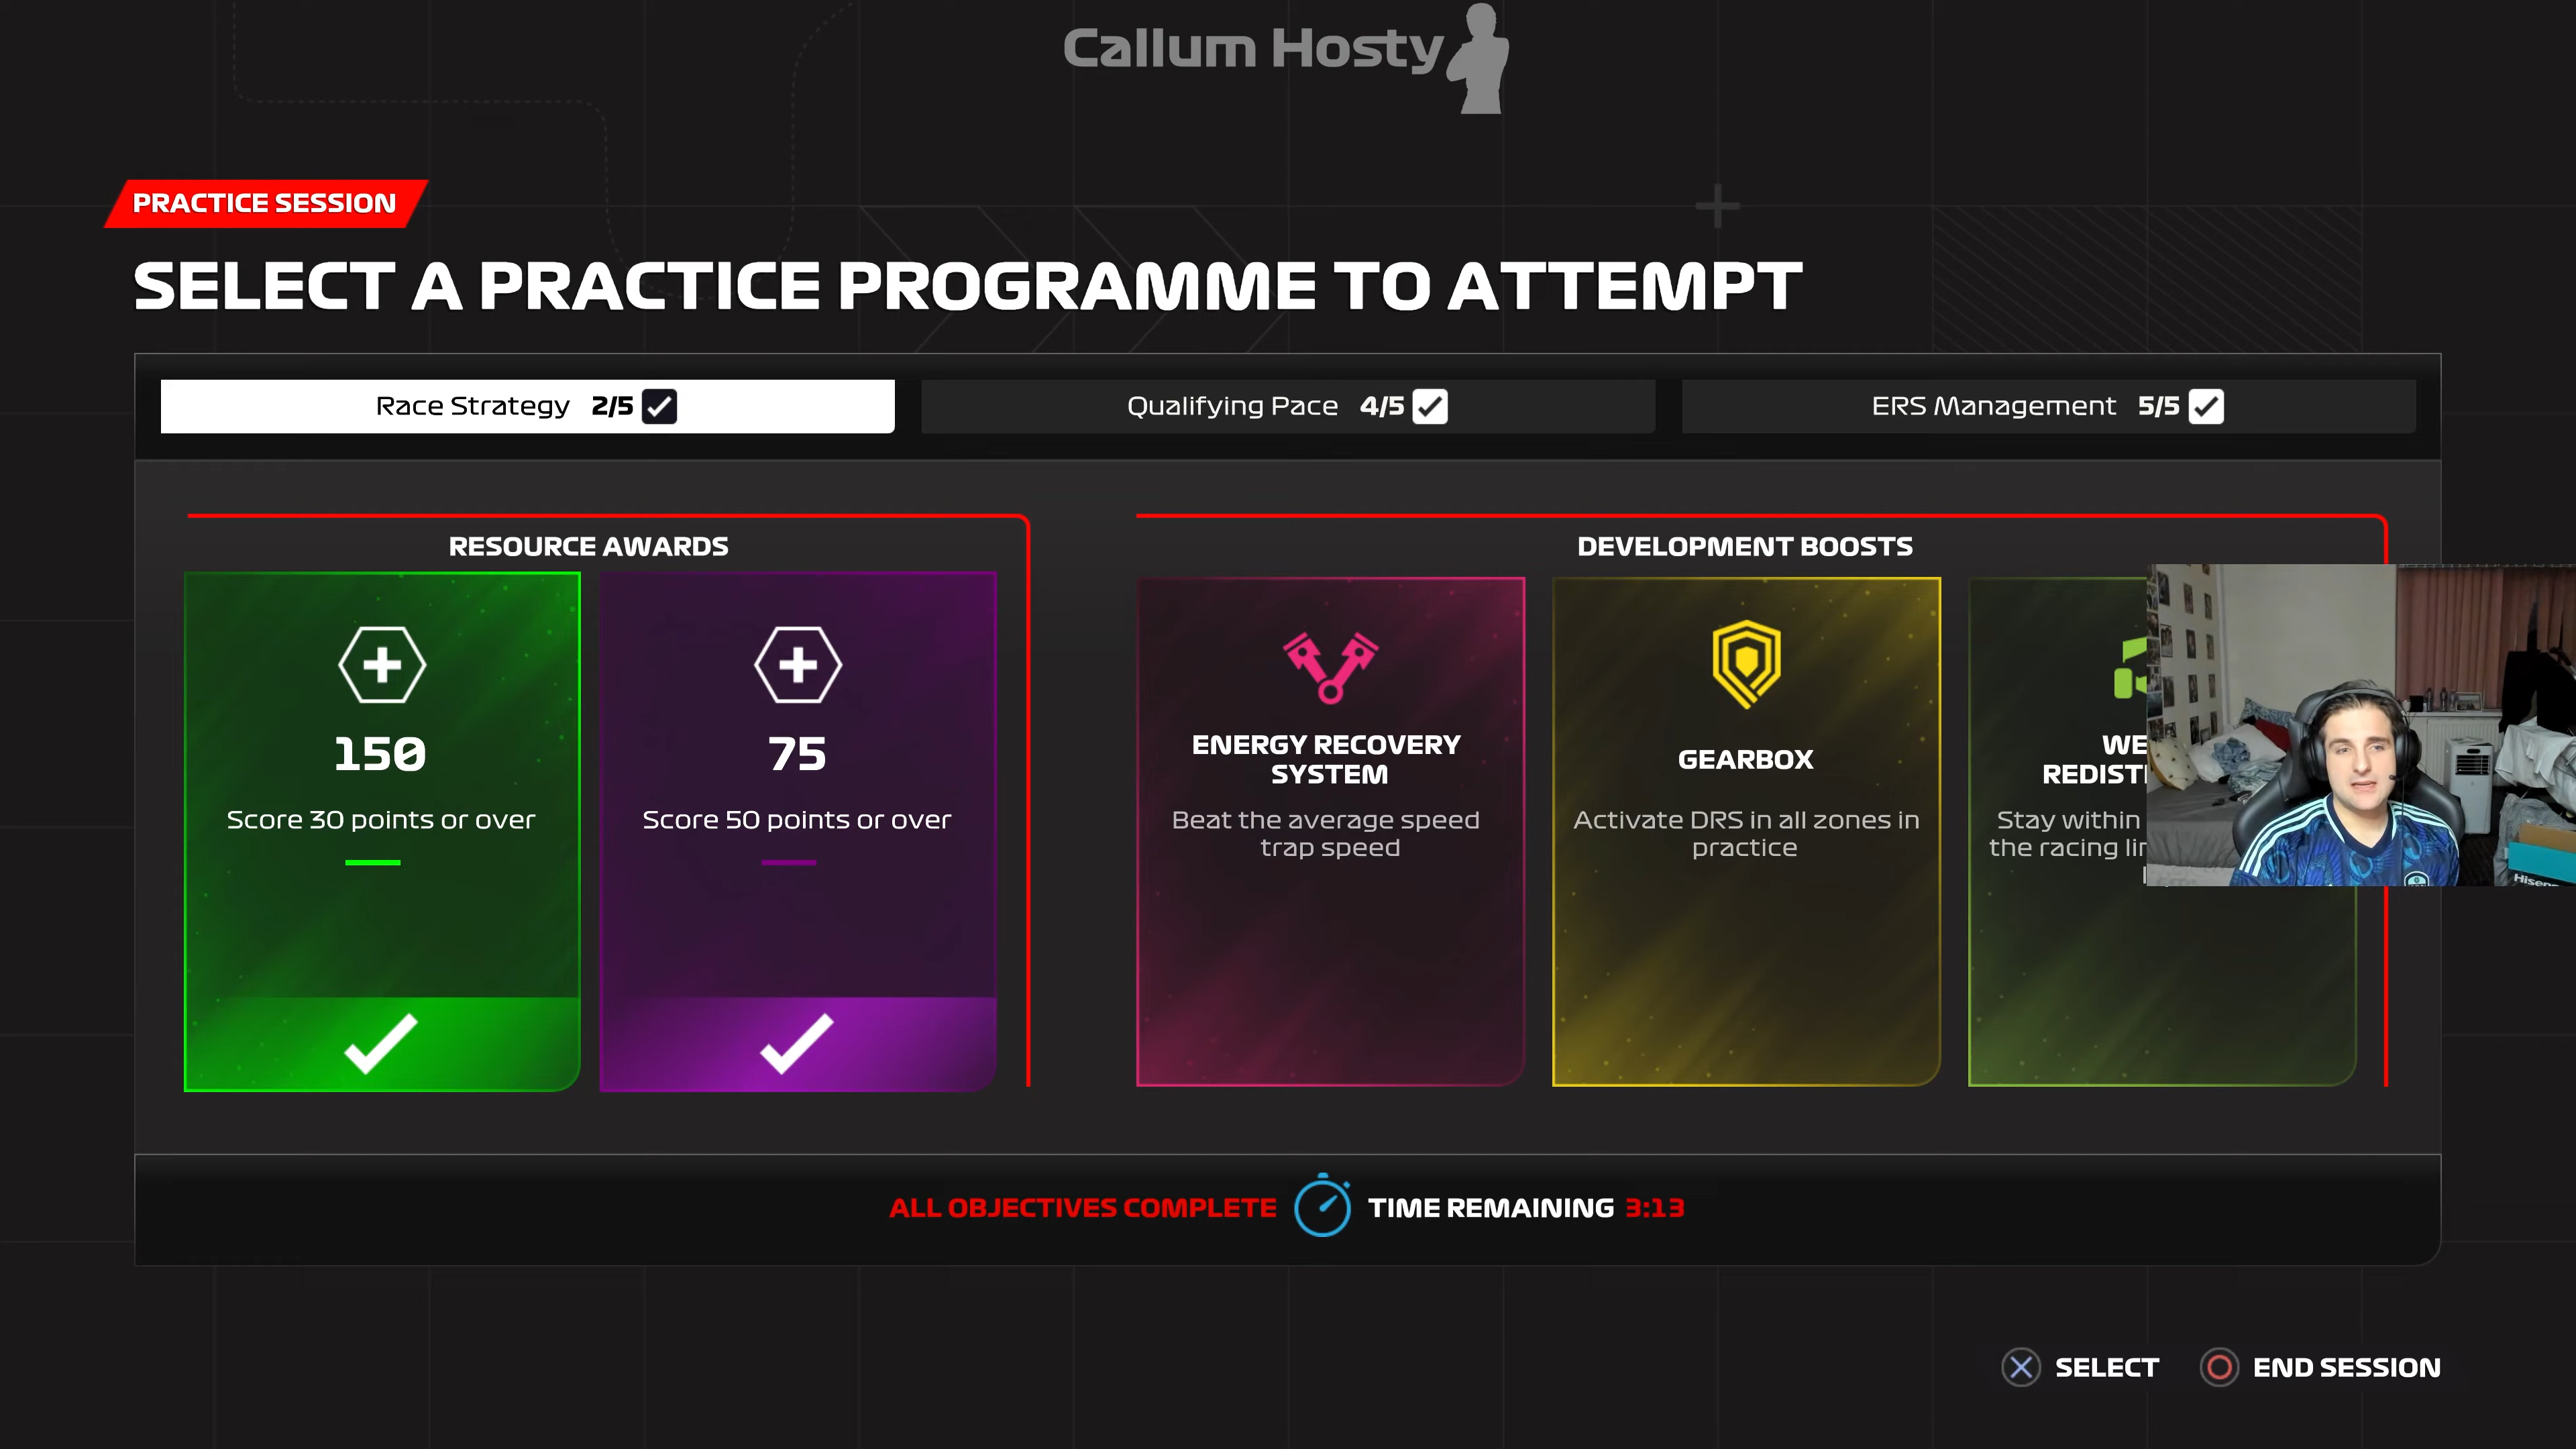 Callum Hosty
PRACTICE SESSION
SELECT A PRACTICE PROGRAMME TO ATTEMPT
Race Strategy 2/5
Qualifying Pace 4/5
ERS Management 5/5
RESOURCE AWARDS
150
Score 30 points or over
75
Score 50 points or over
DEVELOPMENT BOOSTS
ENERGY RECOVERY
SYSTEM
Beat the average speed
trap speed
GEARBOX
Activate DRS in all zones in
practice
Stay within
the racing
ALL OBJECTIVES COMPLETE TIME REMAINING 3:13
SELECT
END SESSION